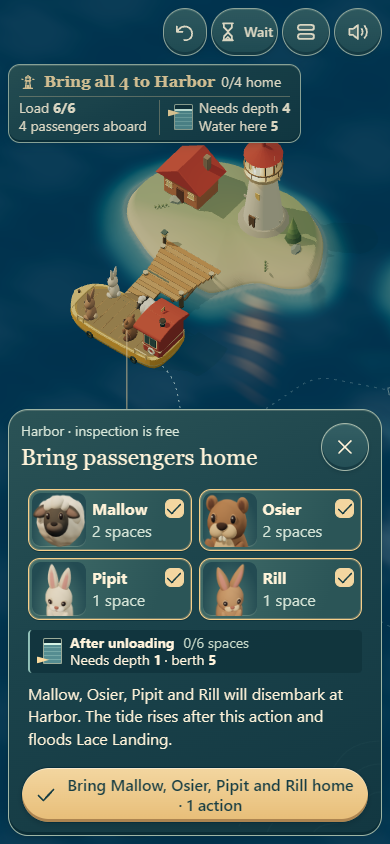 Wait
Bring all 4 to Harbor 0/4 home
Load 6/6
4 passengers aboard
Needs depth 4
Water here 5
Harbor · inspection is free
Bring passengers home
Mallow
2 spaces
Osier
2 spaces
Pipit
1 space
Rill
1 space
After unloading 0/6 spaces
Needs depth 1 · berth 5
Mallow, Osier, Pipit and Rill will disembark at
Harbor. The tide rises after this action and
floods Lace Landing.
Bring Mallow, Osier, Pipit and Rill home
· 1 action